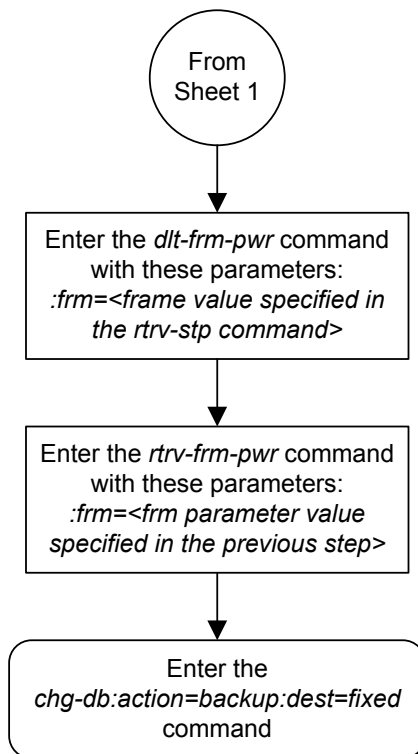 From
Sheet 1
Enter the dlt-frm-pwr command
with these parameters:
:frm=<frame value specified in
the rtrv-stp command>
Enter the rtrv-frm-pwr command
with these parameters:
:frm=<frm parameter value
specified in the previous step>
Enter the
chg-db:action=backup:dest=fixed
command